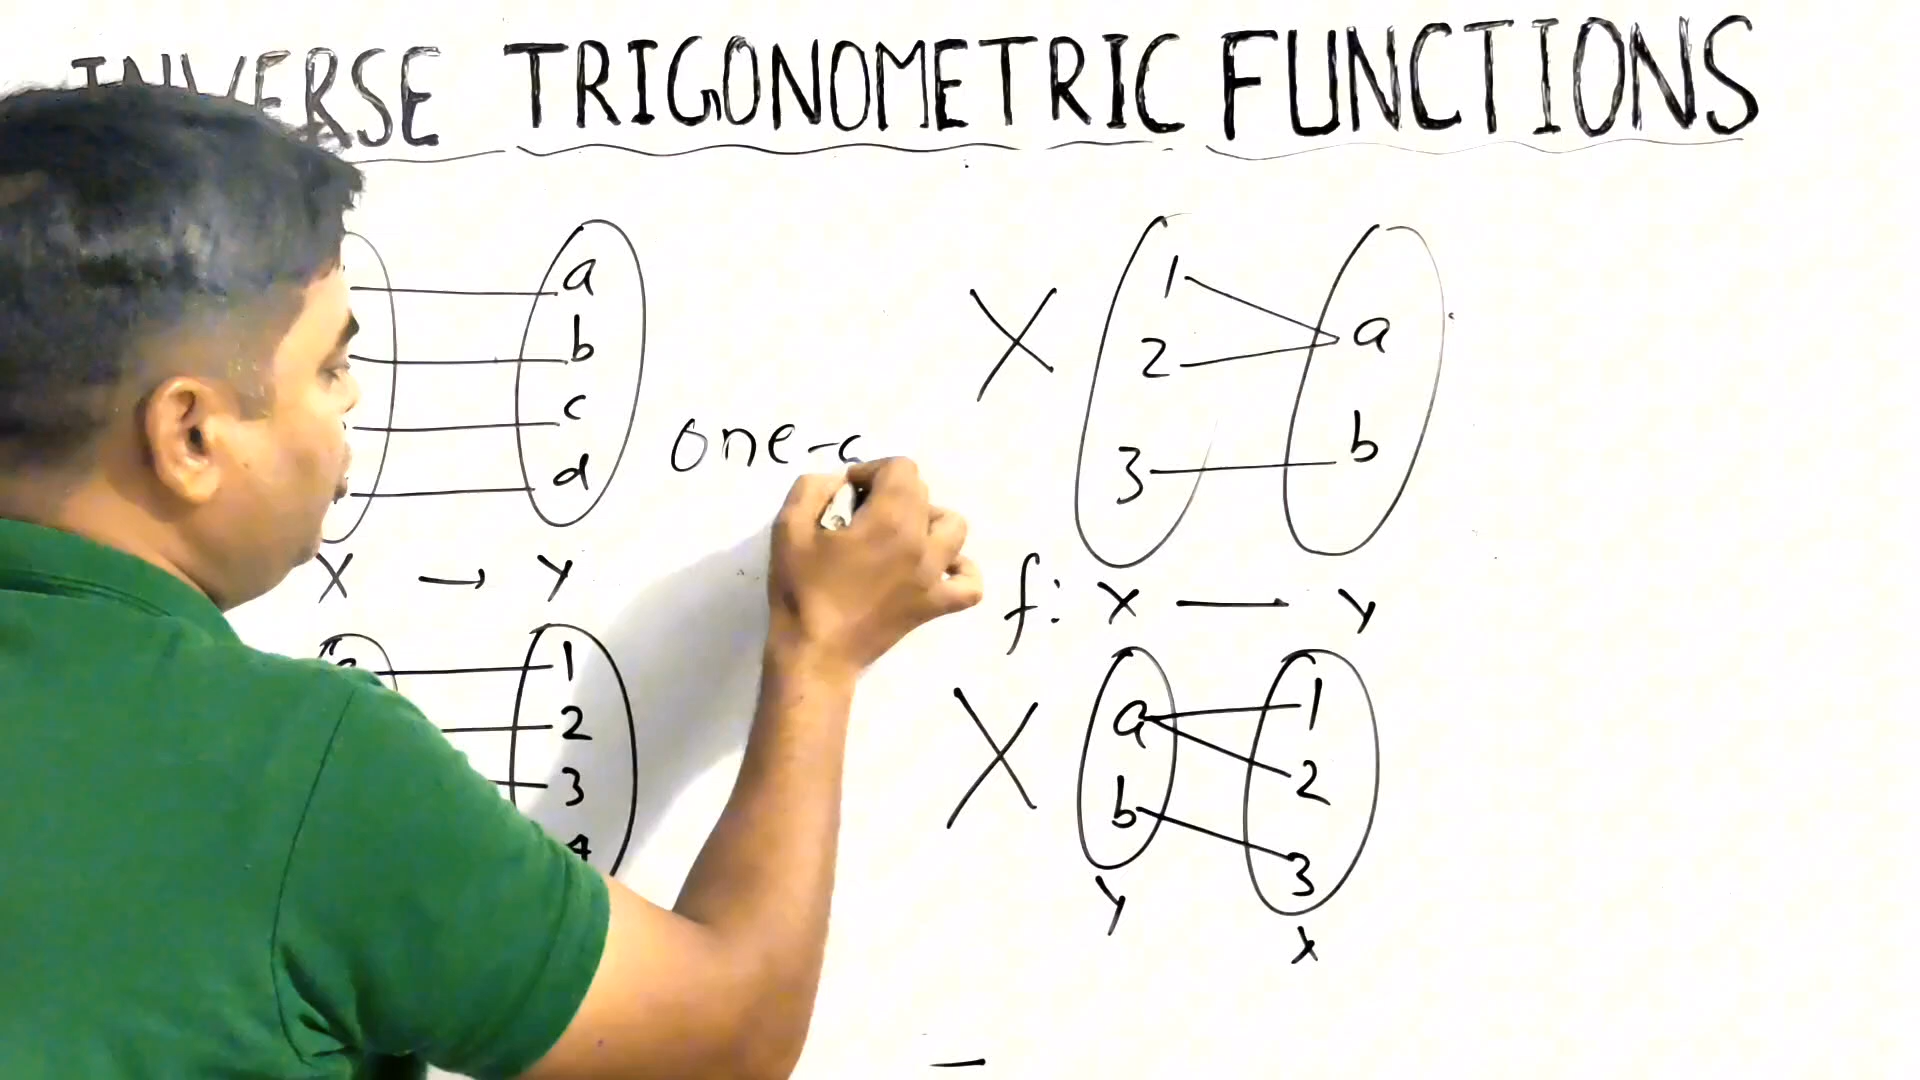 INVERSE TRIGONOMETRIC FUNCTIONS
a
b
c
d
one-
X → Y
1
2
3
4
X
1
2
3
a
b
f: X — Y
X
a
b
Y
1
2
3
X